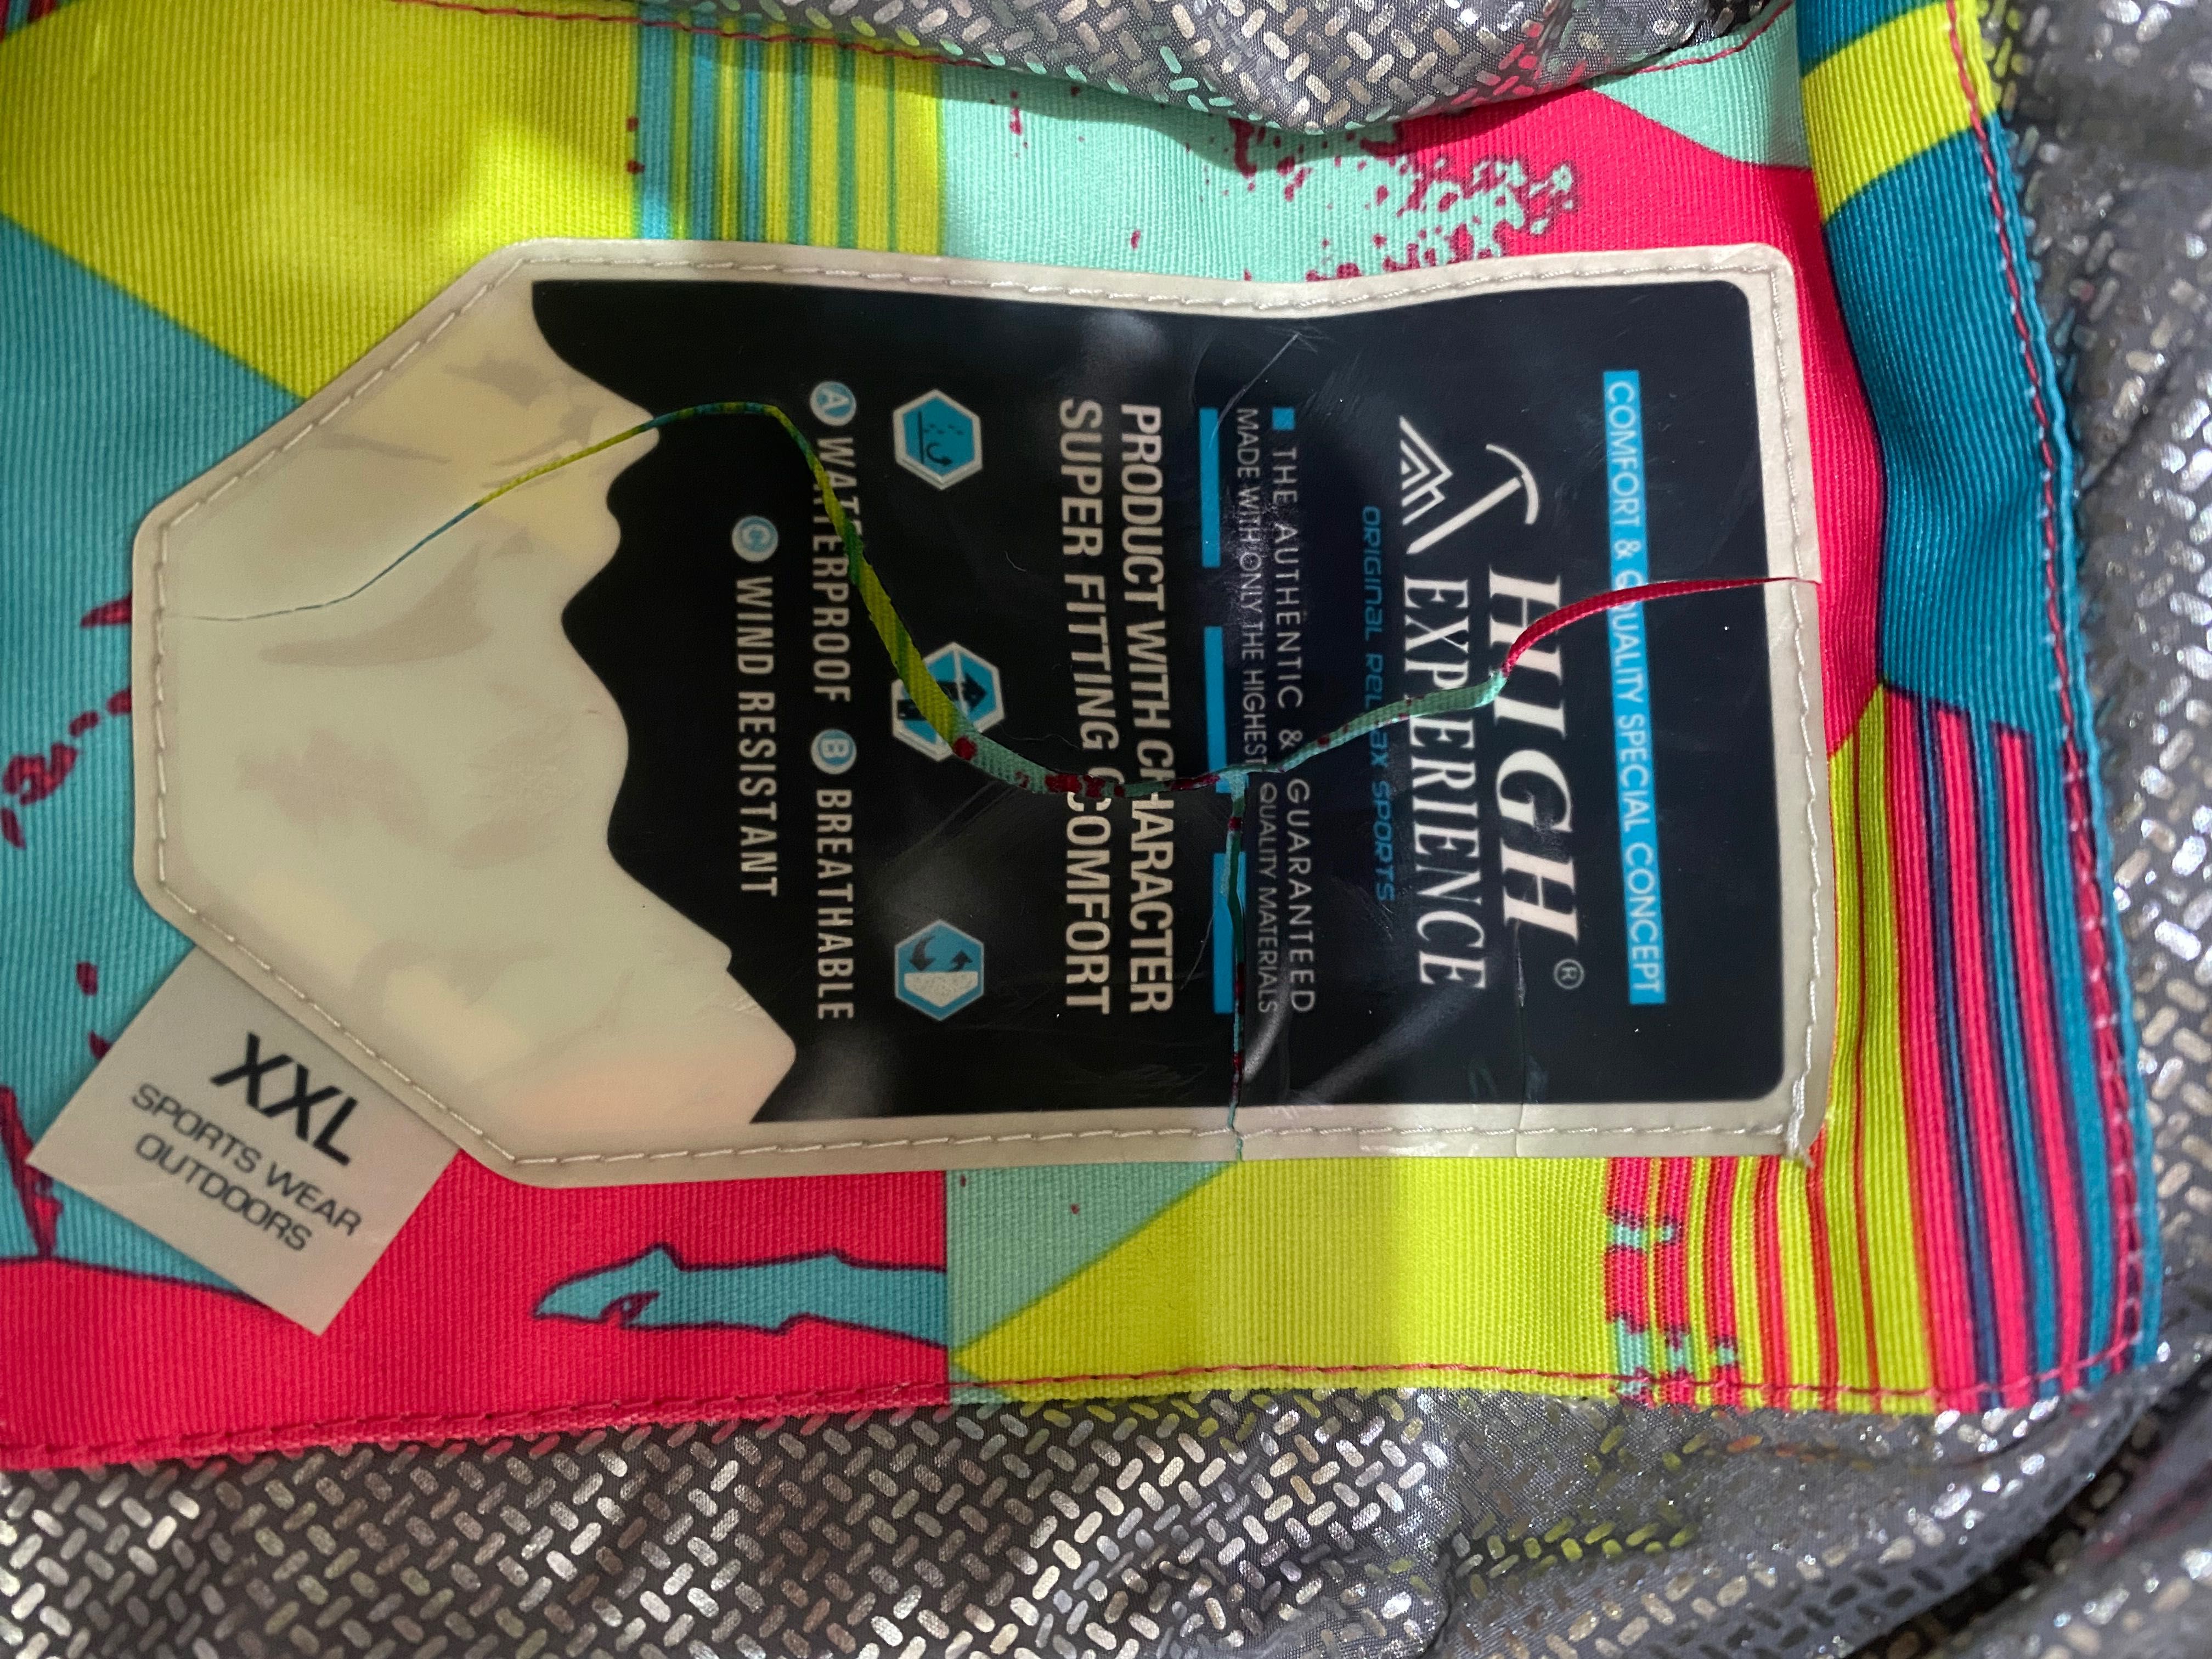 COMFORT & QUALITY SPECIAL CONCEPT
HIGH®
EXPERIENCE
ORIGINAL RELAX SPORTS
THE AUTHENTIC & GUARANTEED
MADE WITH ONLY THE HIGHEST QUALITY MATERIALS
PRODUCT WITH CHARACTER
SUPER FITTING COMFORT
A WATERPROOF B BREATHABLE
C WIND RESISTANT
XXL
SPORTS WEAR
OUTDOORS